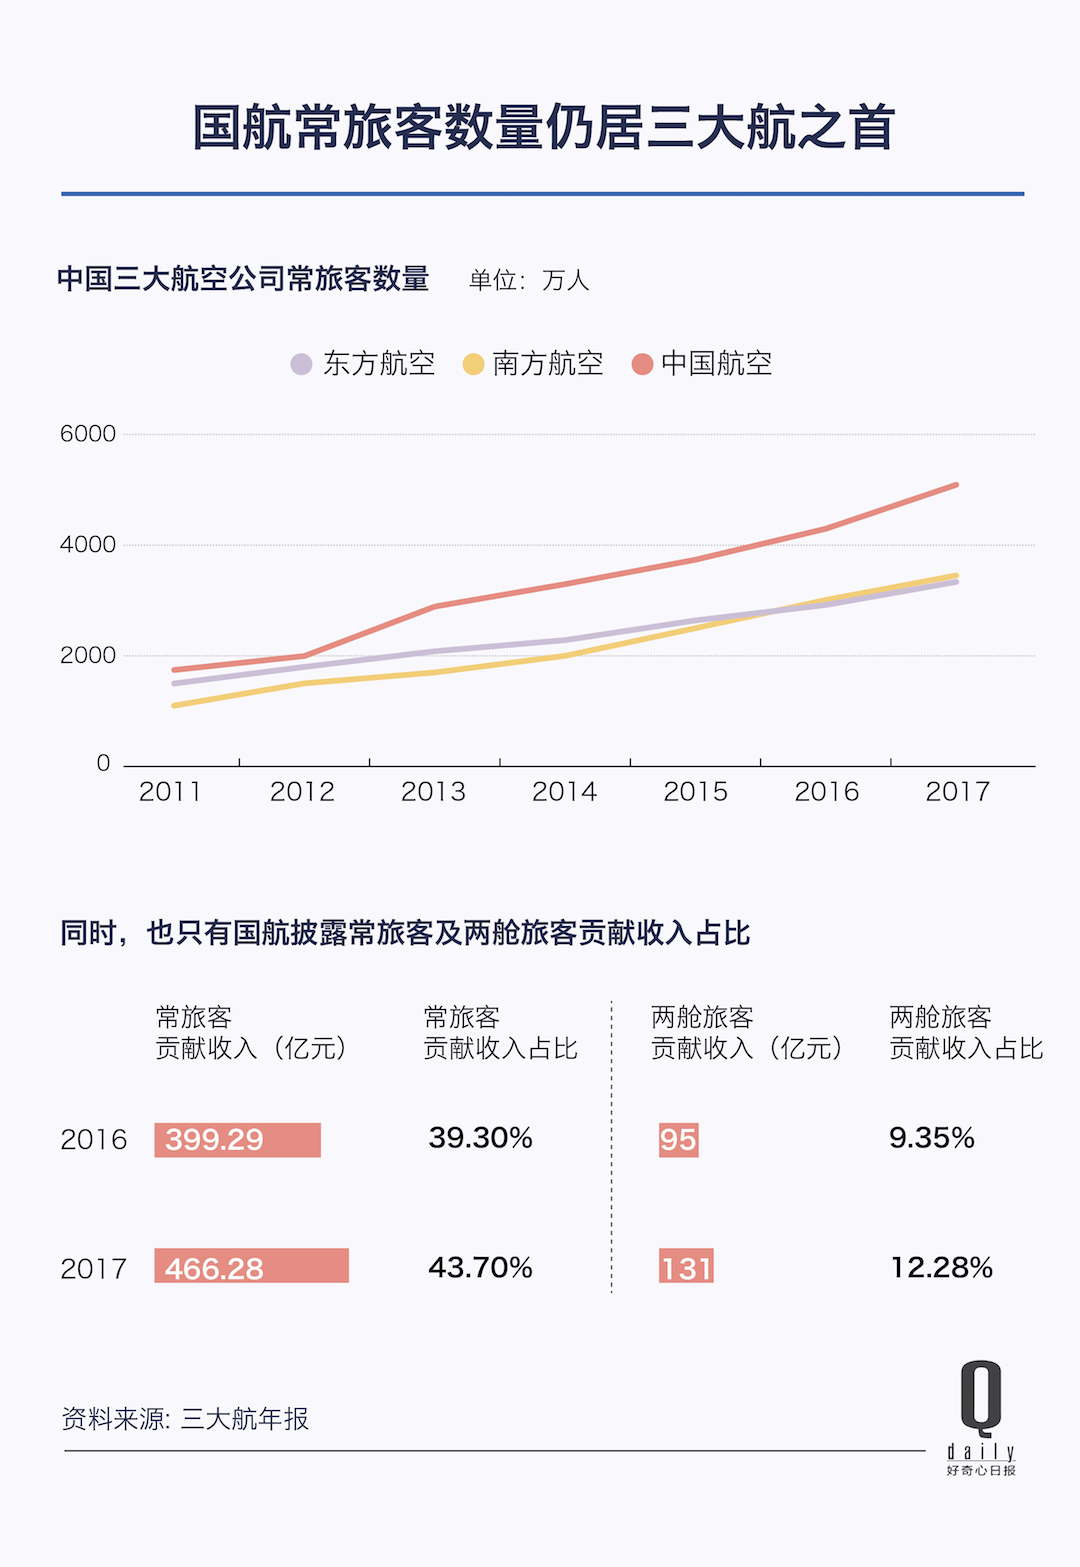 国航常旅客数量仍居三大航之首
中国三大航空公司常旅客数量 单位：万人
东方航空 南方航空 中国航空
6000
4000
2000
0
2011 2012 2013 2014 2015 2016 2017
同时，也只有国航披露常旅客及两舱旅客贡献收入占比
常旅客 常旅客 两舱旅客 两舱旅客
贡献收入（亿元） 贡献收入占比 贡献收入（亿元） 贡献收入占比
2016 399.29 39.30% 95 9.35%
2017 466.28 43.70% 131 12.28%
资料来源: 三大航年报
Q
daily
好奇心日报